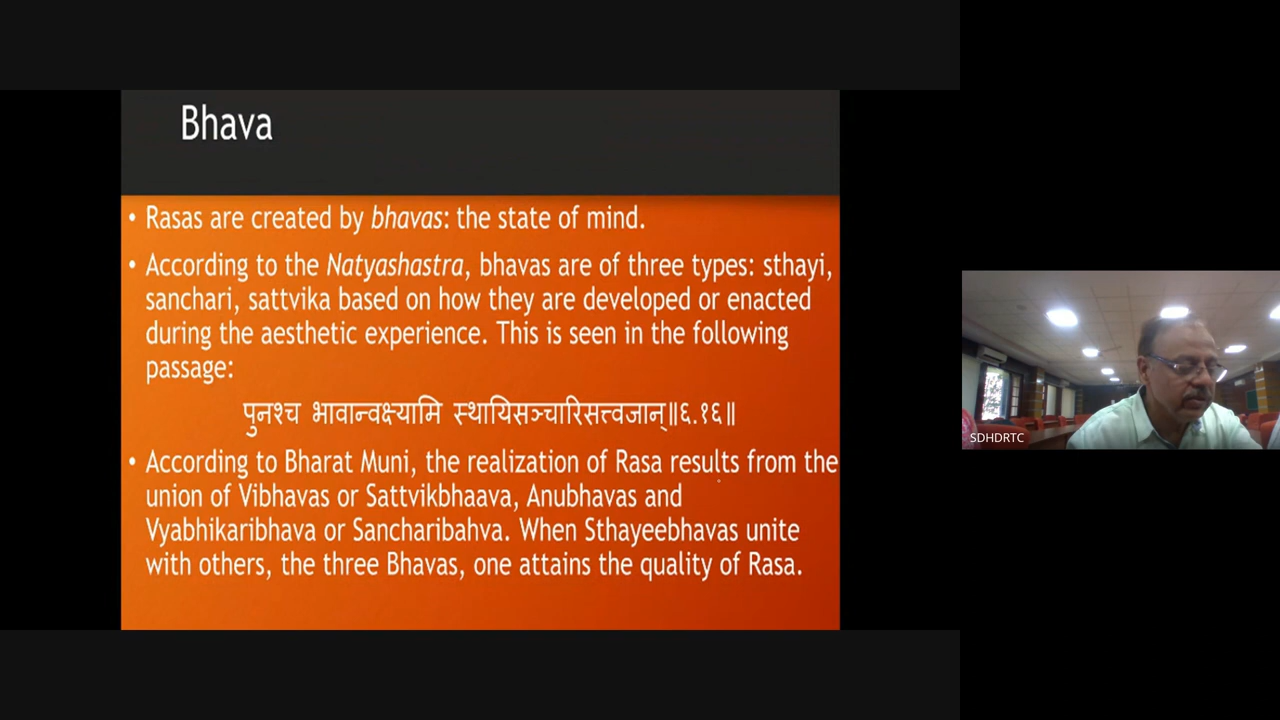 Bhava
• Rasas are created by bhavas: the state of mind.
• According to the Natyashastra, bhavas are of three types: sthayi,
sanchari, sattvika based on how they are developed or enacted
during the aesthetic experience. This is seen in the following
passage:
पुनश्च भावान्वक्ष्यामि स्थायिसञ्चारिसत्त्वजान्॥६.१६॥
• According to Bharat Muni, the realization of Rasa results from the
union of Vibhavas or Sattvikbhaava, Anubhavas and
Vyabhikaribhava or Sancharibahva. When Sthayeebhavas unite
with others, the three Bhavas, one attains the quality of Rasa.
SDHDRTC